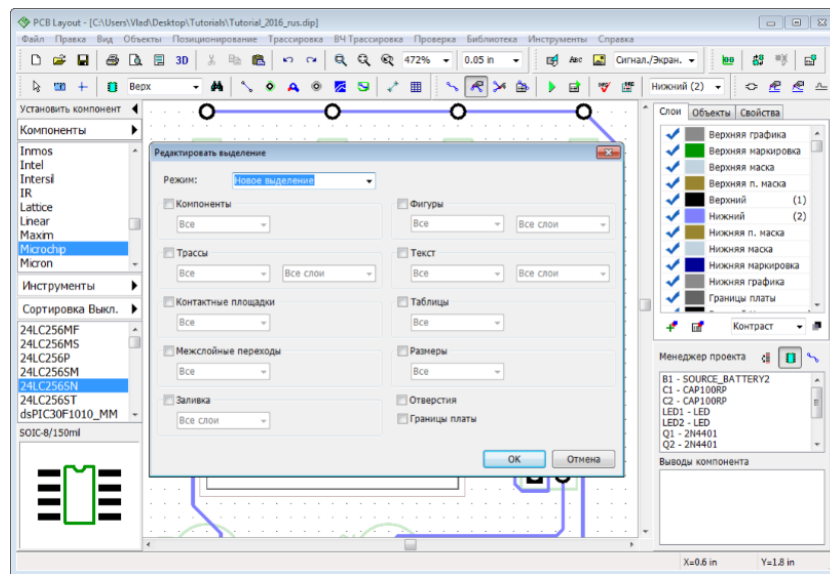 PCB Layout - [C:\Users\Vlad\Desktop\Tutorials\Tutorial_2016_rus.dip]
Файл Правка Вид Объекты Позиционирование Трассировка ВЧ Трассировка Проверка Библиотека Инструменты Справка
3D 472% 0.05 in Abc Сигнал./Экран.
Верх Нижний (2)
Установить компонент
Компоненты
Inmos
Intel
Intersil
IR
Lattice
Linear
Maxim
Microchip
Micron
Инструменты
Сортировка Выкл.
24LC256MF
24LC256MS
24LC256P
24LC256SM
24LC256SN
24LC256ST
dsPIC30F1010_MM
SOIC-8/150ml
Редактировать выделение
Режим: Новое выделение
Компоненты
Все
Трассы
Все Все слои
Контактные площадки
Все
Межслойные переходы
Все
Заливка
Все слои
Фигуры
Все Все слои
Текст
Все Все слои
Таблицы
Все
Размеры
Все
Отверстия
Границы платы
OK Отмена
Слои Объекты Свойства
Верхняя графика
Верхняя маркировка
Верхняя маска
Верхняя п. маска
Верхний (1)
Нижний (2)
Нижняя п. маска
Нижняя маска
Нижняя маркировка
Нижняя графика
Границы платы
Контраст
Менеджер проекта
B1 - SOURCE_BATTERY2
C1 - CAP100RP
C2 - CAP100RP
LED1 - LED
LED2 - LED
Q1 - 2N4401
Q2 - 2N4401
Выводы компонента
X=0.6 in Y=1.8 in